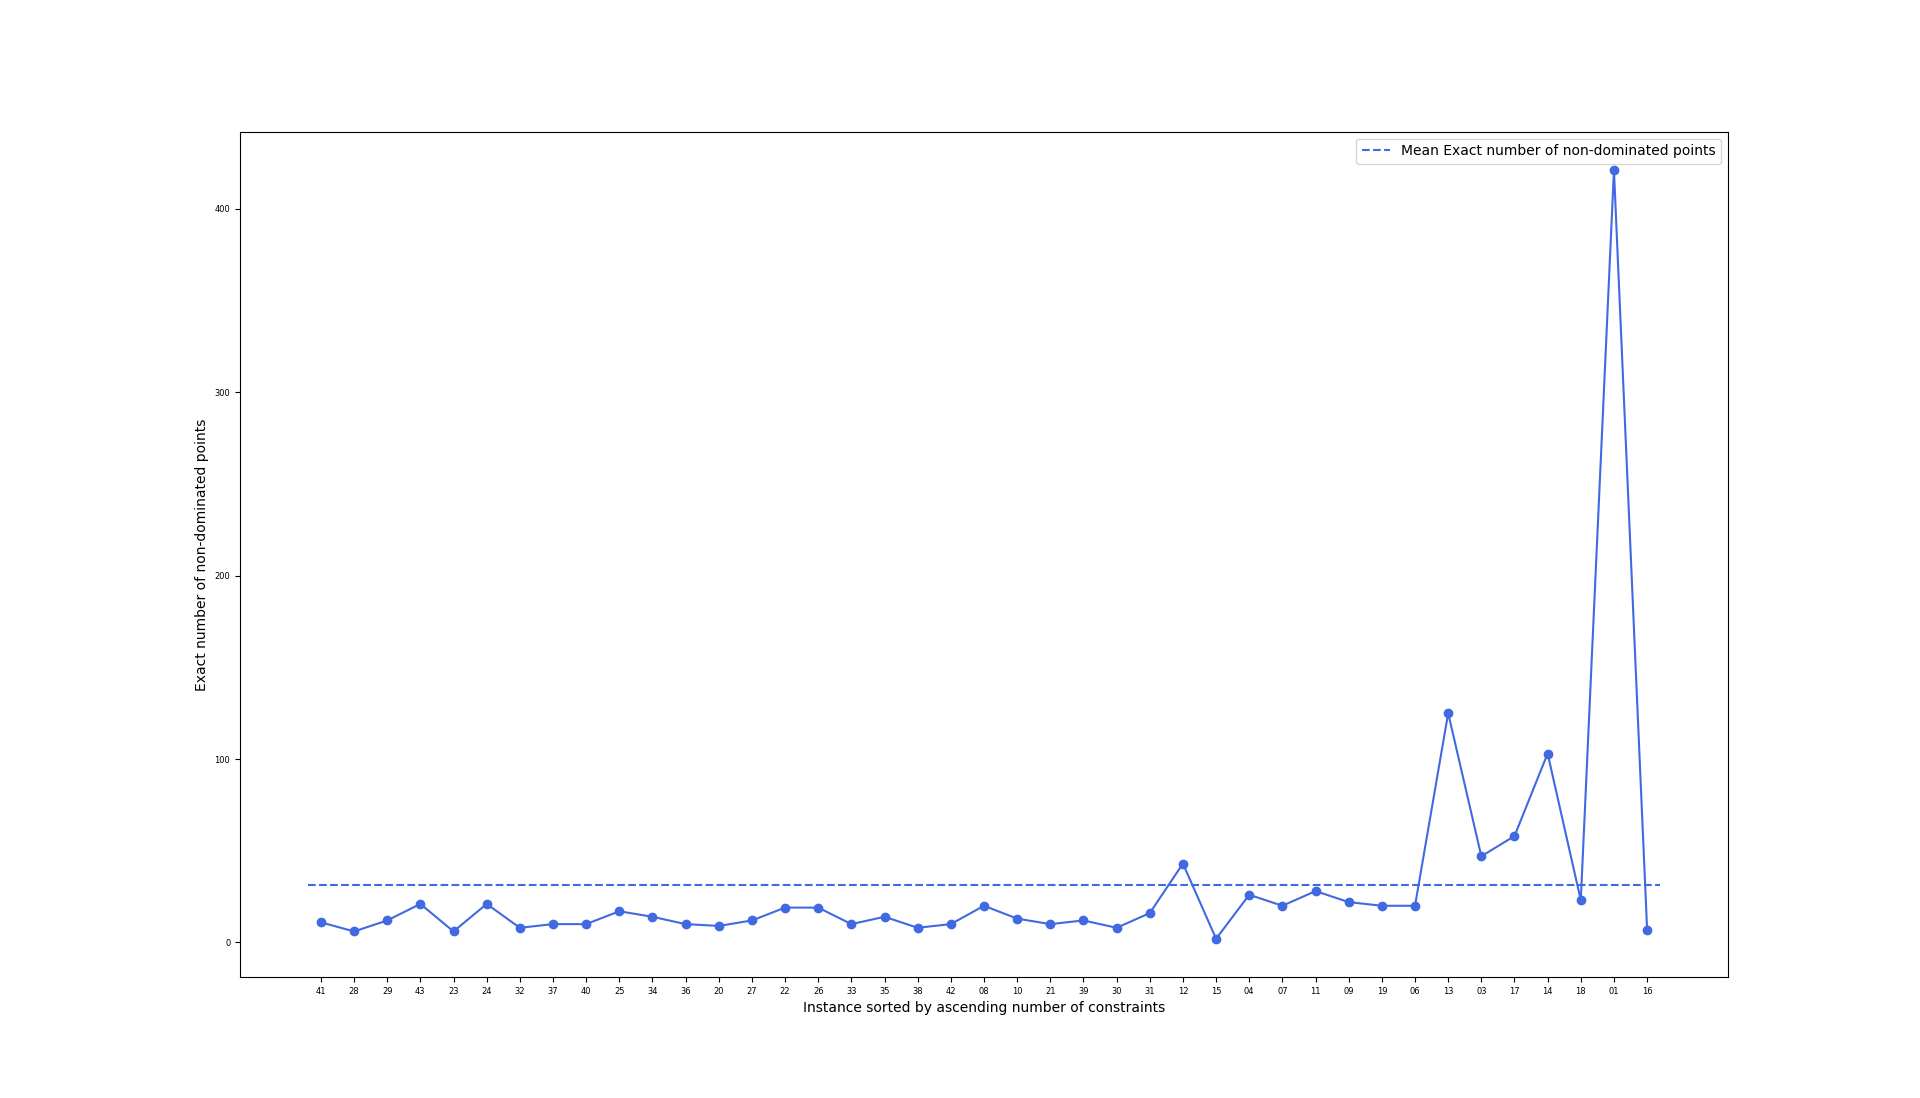 Mean Exact number of non-dominated points
Exact number of non-dominated points
400
300
200
100
0
41 28 29 43 23 24 32 37 40 25 34 36 20 27 22 26 33 35 38 42 08 10 21 39 30 31 12 15 04 07 11 09 19 06 13 03 17 14 18 01 16
Instance sorted by ascending number of constraints